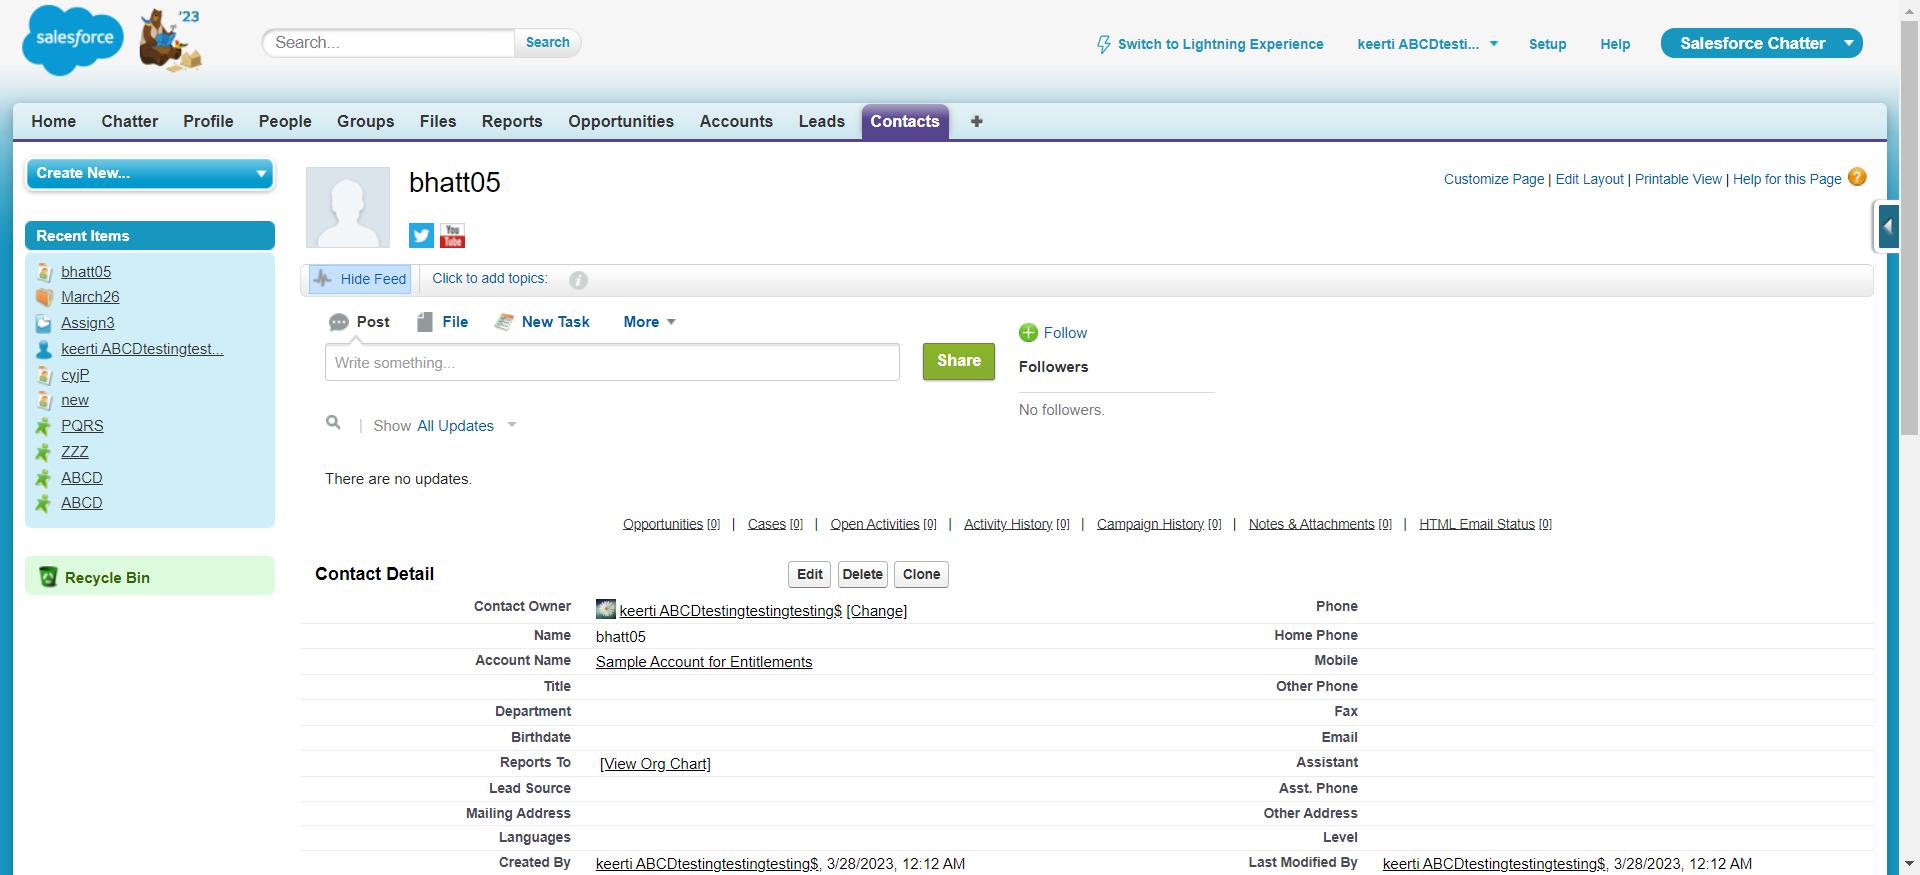 salesforce
'23
Search...
Search
Switch to Lightning Experience
keerti ABCDtesti...
Setup
Help
Salesforce Chatter
Home
Chatter
Profile
People
Groups
Files
Reports
Opportunities
Accounts
Leads
Contacts
Create New...
Recent Items
bhatt05
March26
Assign3
keerti ABCDtestingtest...
cyjP
new
PQRS
ZZZ
ABCD
ABCD
Recycle Bin
bhatt05
You
Tube
Customize Page | Edit Layout | Printable View | Help for this Page ?
Hide Feed
Click to add topics:
i
Post
File
New Task
More
Write something...
Share
Follow
Followers
No followers.
Show All Updates
There are no updates.
Opportunities [0] | Cases [0] | Open Activities [0] | Activity History [0] | Campaign History [0] | Notes & Attachments [0] | HTML Email Status [0]
Contact Detail
Edit
Delete
Clone
Contact Owner keerti ABCDtestingtestingtesting$ [Change] Phone
Name bhatt05 Home Phone
Account Name Sample Account for Entitlements Mobile
Title Other Phone
Department Fax
Birthdate Email
Reports To [View Org Chart] Assistant
Lead Source Asst. Phone
Mailing Address Other Address
Languages Level
Created By keerti ABCDtestingtestingtesting$, 3/28/2023, 12:12 AM Last Modified By keerti ABCDtestingtestingtesting$, 3/28/2023, 12:12 AM